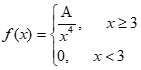 f(x) = { A/x⁴, x ≥ 3
0, x < 3